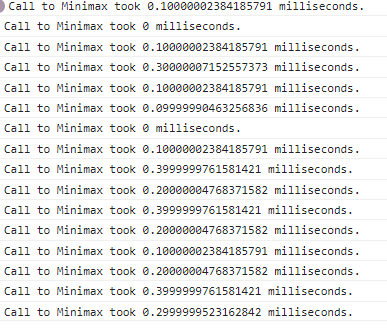 Call to Minimax took 0.10000002384185791 milliseconds.
Call to Minimax took 0 milliseconds.
Call to Minimax took 0.10000002384185791 milliseconds.
Call to Minimax took 0.30000007152557373 milliseconds.
Call to Minimax took 0.10000002384185791 milliseconds.
Call to Minimax took 0.09999990463256836 milliseconds.
Call to Minimax took 0 milliseconds.
Call to Minimax took 0.10000002384185791 milliseconds.
Call to Minimax took 0.3999999761581421 milliseconds.
Call to Minimax took 0.20000004768371582 milliseconds.
Call to Minimax took 0.3999999761581421 milliseconds.
Call to Minimax took 0.20000004768371582 milliseconds.
Call to Minimax took 0.10000002384185791 milliseconds.
Call to Minimax took 0.20000004768371582 milliseconds.
Call to Minimax took 0.3999999761581421 milliseconds.
Call to Minimax took 0.2999999523162842 milliseconds.